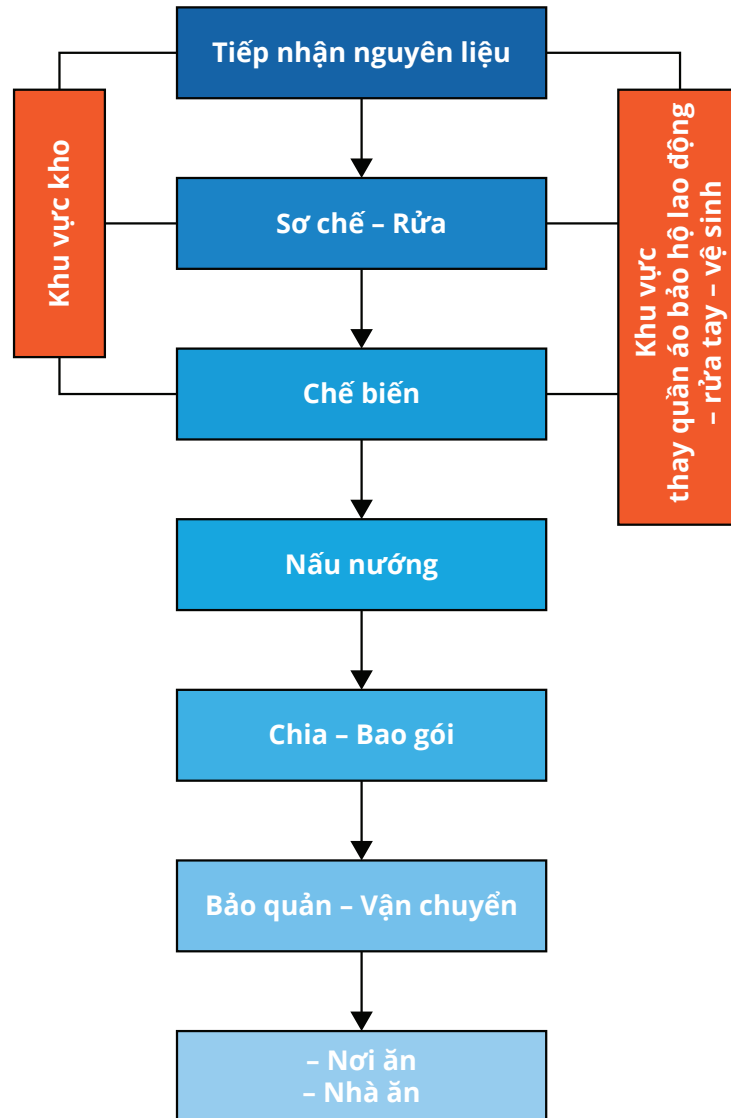 Tiếp nhận nguyên liệu
Khu vực kho
Khu vực
thay quần áo bảo hộ lao động
– rửa tay – vệ sinh
Sơ chế – Rửa
Chế biến
Nấu nướng
Chia – Bao gói
Bảo quản – Vận chuyển
– Nơi ăn
– Nhà ăn